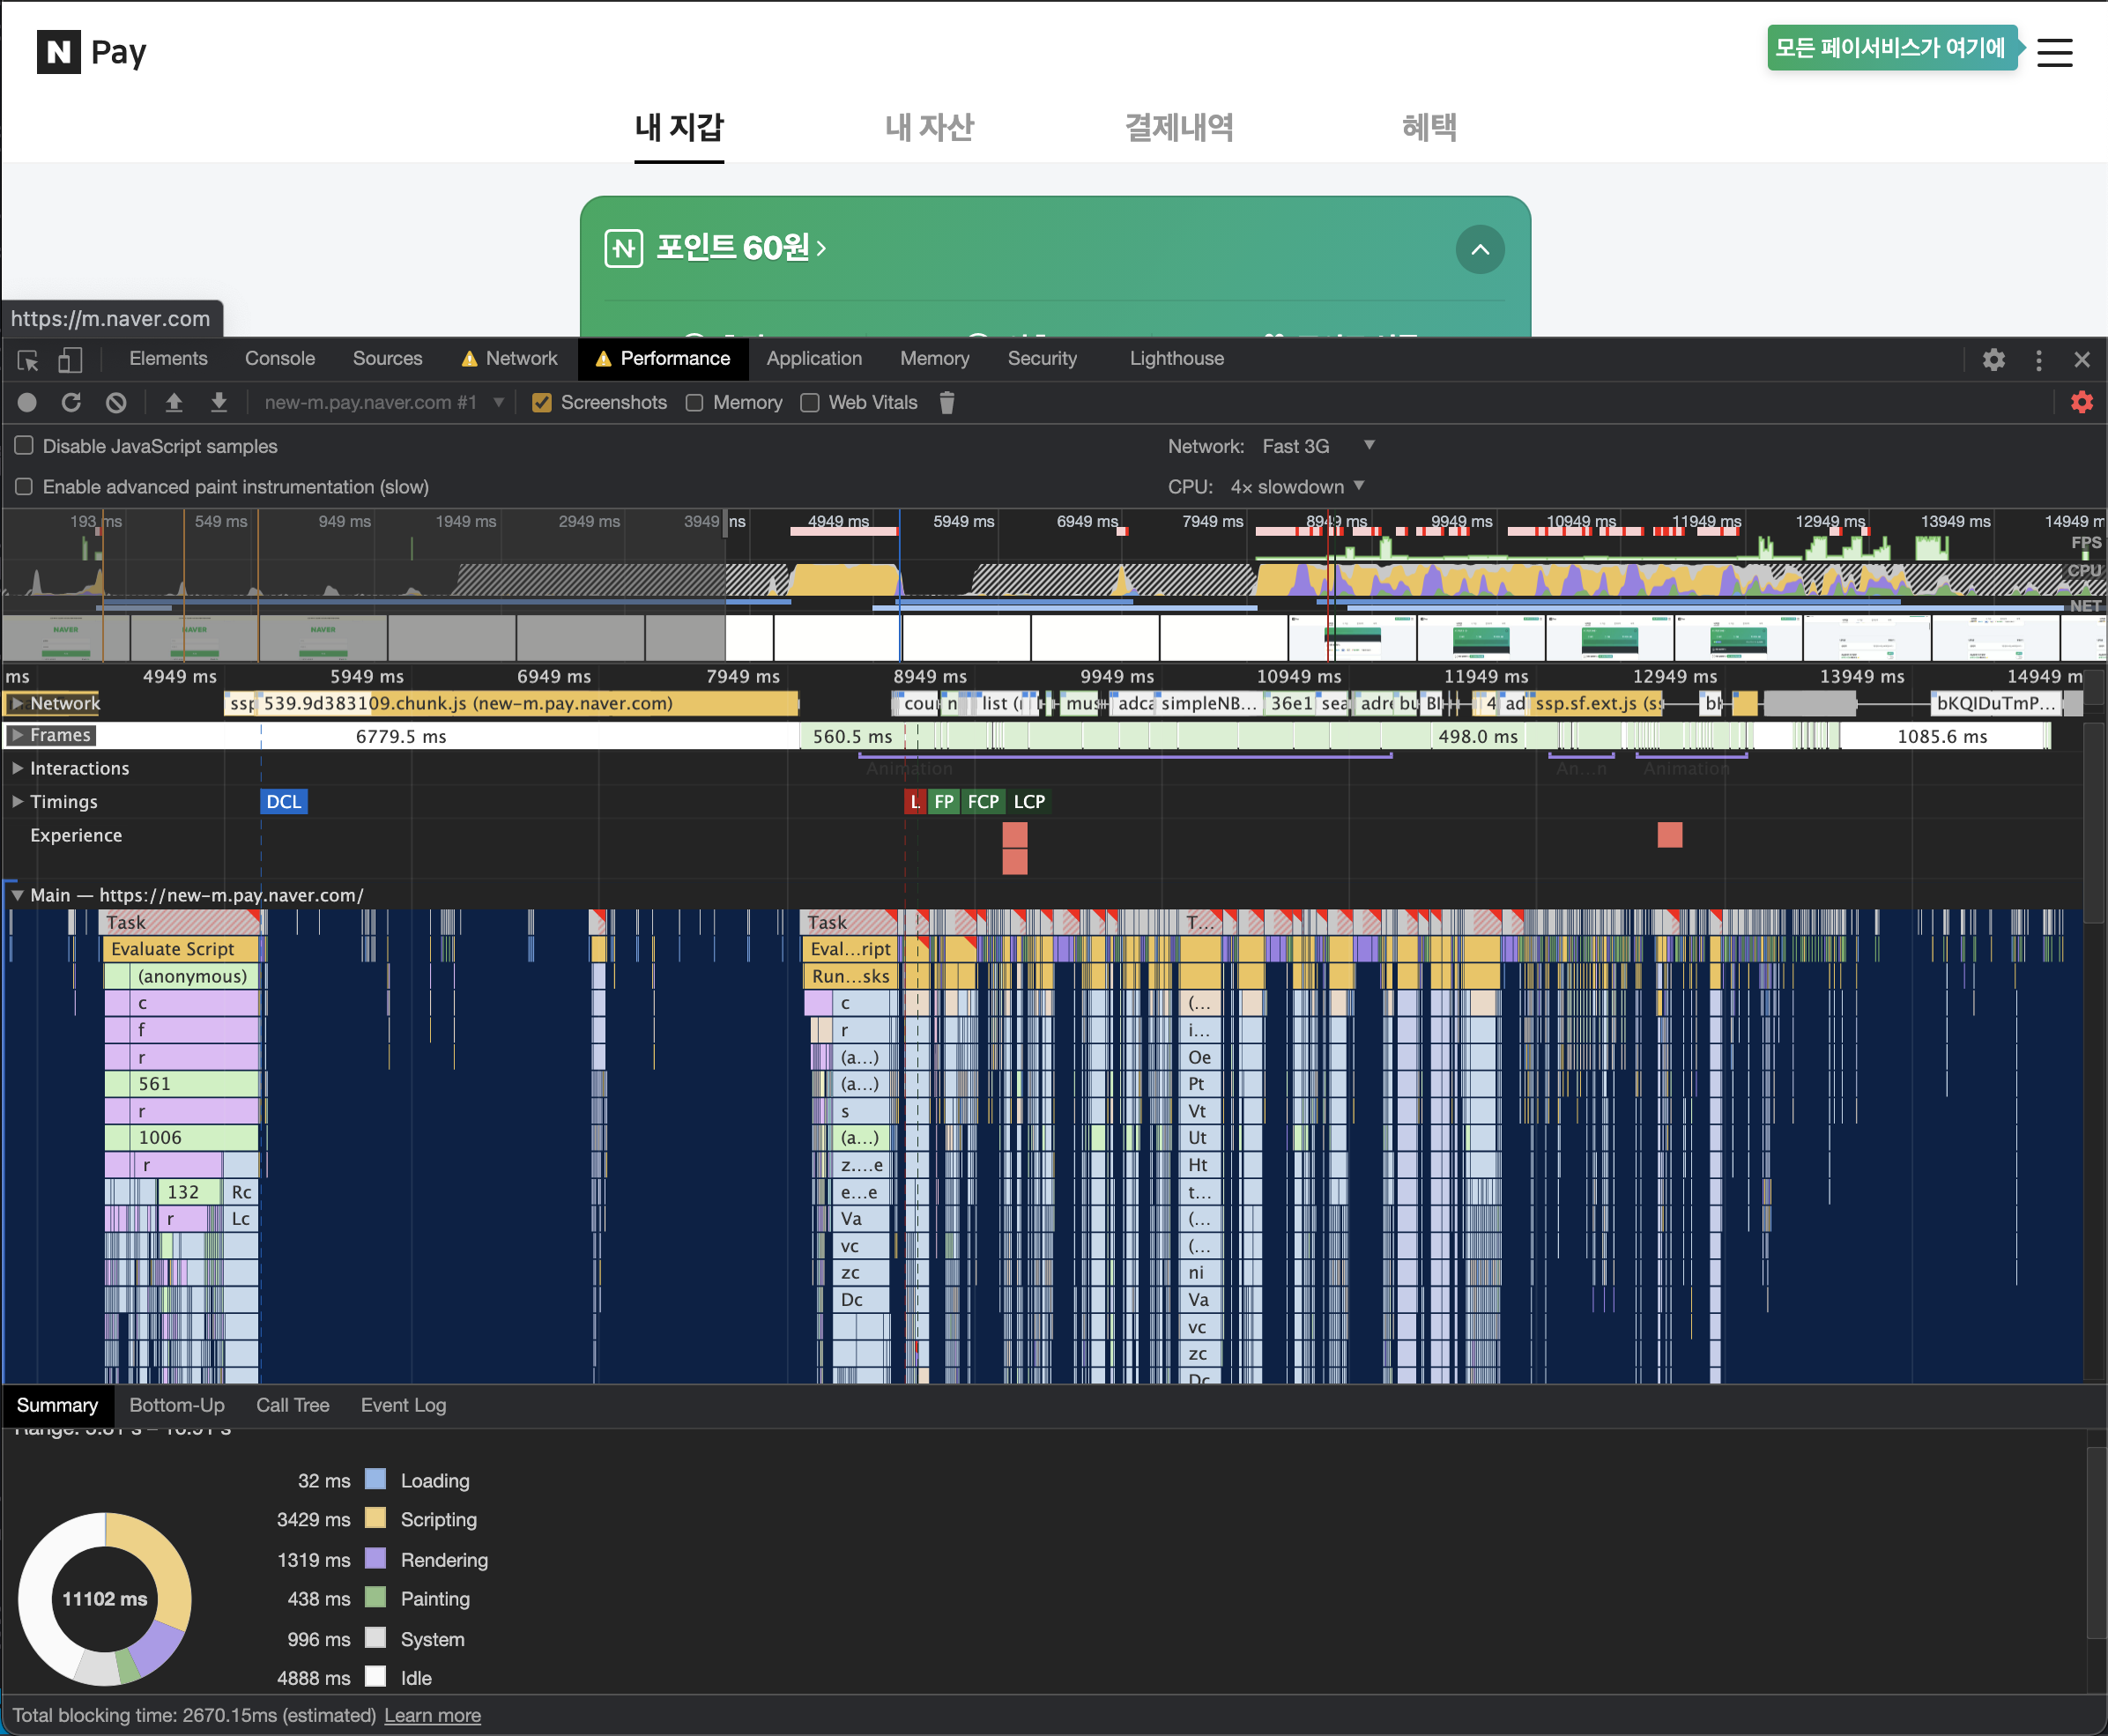 N Pay
모든 페이서비스가 여기에
내 지갑 내 자산 결제내역 혜택
포인트 60원
https://m.naver.com
Elements Console Sources Network Performance Application Memory Security Lighthouse
new-m.pay.naver.com #1 Screenshots Memory Web Vitals
Disable JavaScript samples Network: Fast 3G
Enable advanced paint instrumentation (slow) CPU: 4× slowdown
193 ms 549 ms 949 ms 1949 ms 2949 ms 3949 ns 4949 ms 5949 ms 6949 ms 7949 ms 8949 ms 9949 ms 10949 ms 11949 ms 12949 ms 13949 ms 14949 m
FPS
CPU
NET
NAVER NAVER NAVER
ms 4949 ms 5949 ms 6949 ms 7949 ms 8949 ms 9949 ms 10949 ms 11949 ms 12949 ms 13949 ms 14949 m
Network ssp 539.9d383109.chunk.js (new-m.pay.naver.com) cour n list (r mus adca simpleNB... 36e1 sea adre bu BI 4 ad ssp.sf.ext.js (s bKQIDuTmP...
Frames 6779.5 ms 560.5 ms 498.0 ms 1085.6 ms
Interactions Animation An...n Animation
Timings DCL L FP FCP LCP
Experience
Main — https://new-m.pay.naver.com/
Task Task T...
Evaluate Script Eval...ript
(anonymous) Run...sks
c c (...
f r i...
r (a...) Oe
561 (a...) Pt
r s Vt
1006 (a...) Ut
r z....e Ht
132 Rc e...e t...
r Lc Va (...
vc (...
zc ni
Dc Va
vc
zc
Dc
Summary Bottom-Up Call Tree Event Log
32 ms Loading
3429 ms Scripting
1319 ms Rendering
11102 ms
438 ms Painting
996 ms System
4888 ms Idle
Total blocking time: 2670.15ms (estimated) Learn more